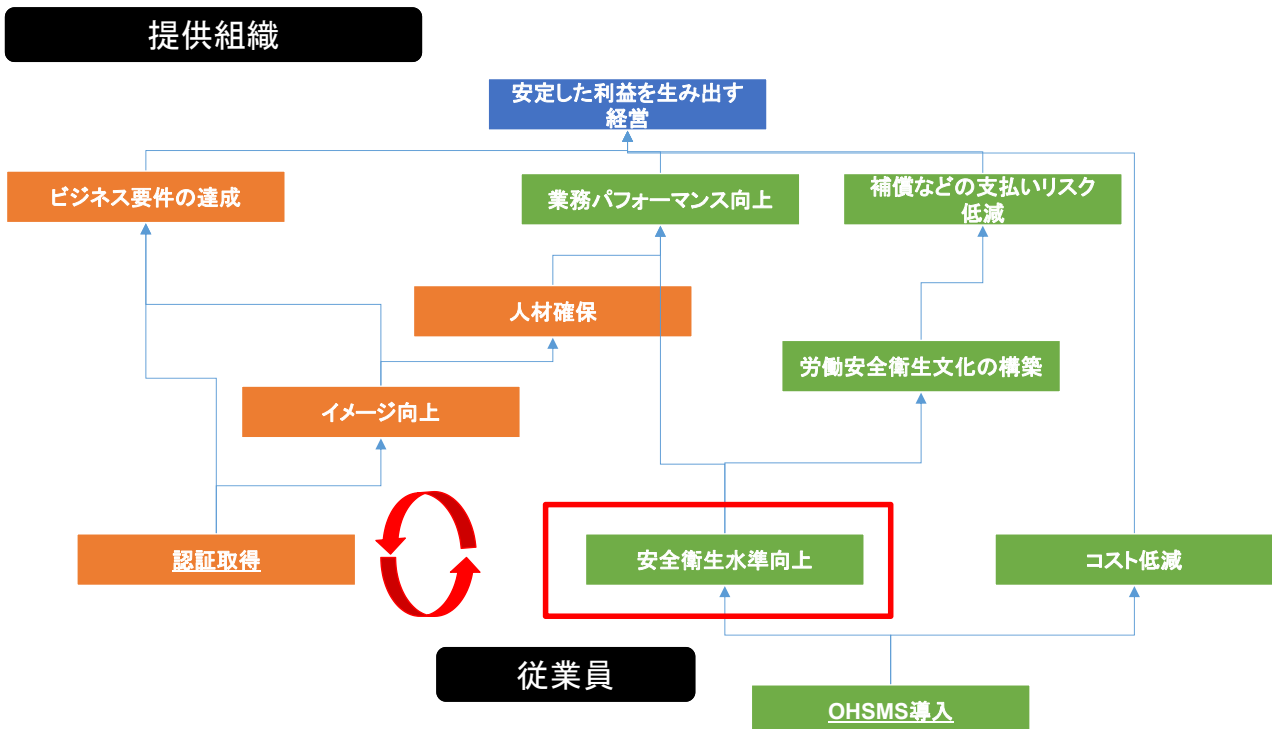 提供組織
安定した利益を生み出す
経営
ビジネス要件の達成
業務パフォーマンス向上
補償などの支払いリスク
低減
人材確保
労働安全衛生文化の構築
イメージ向上
認証取得
安全衛生水準向上
コスト低減
従業員
OHSMS導入